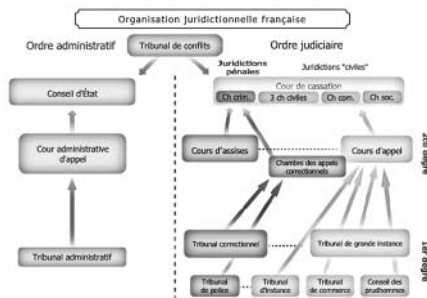 Organisation juridictionnelle française
Ordre administratif
Tribunal de conflits
Ordre judiciaire
Juridictions
pénales
Juridictions "civiles"
Conseil d'État
Cour de cassation
Ch crim.
3 ch civiles
Ch com.
Ch soc.
Cour administrative
d'appel
Cours d'assises
Chambre des appels
correctionnels
Cours d'appel
2cd degré
Tribunal correctionnel
Tribunal de grande instance
Tribunal administratif
Tribunal
de police
Tribunal
d'instance
Tribunal
de commerce
Conseil des
prudhommes
1er degré